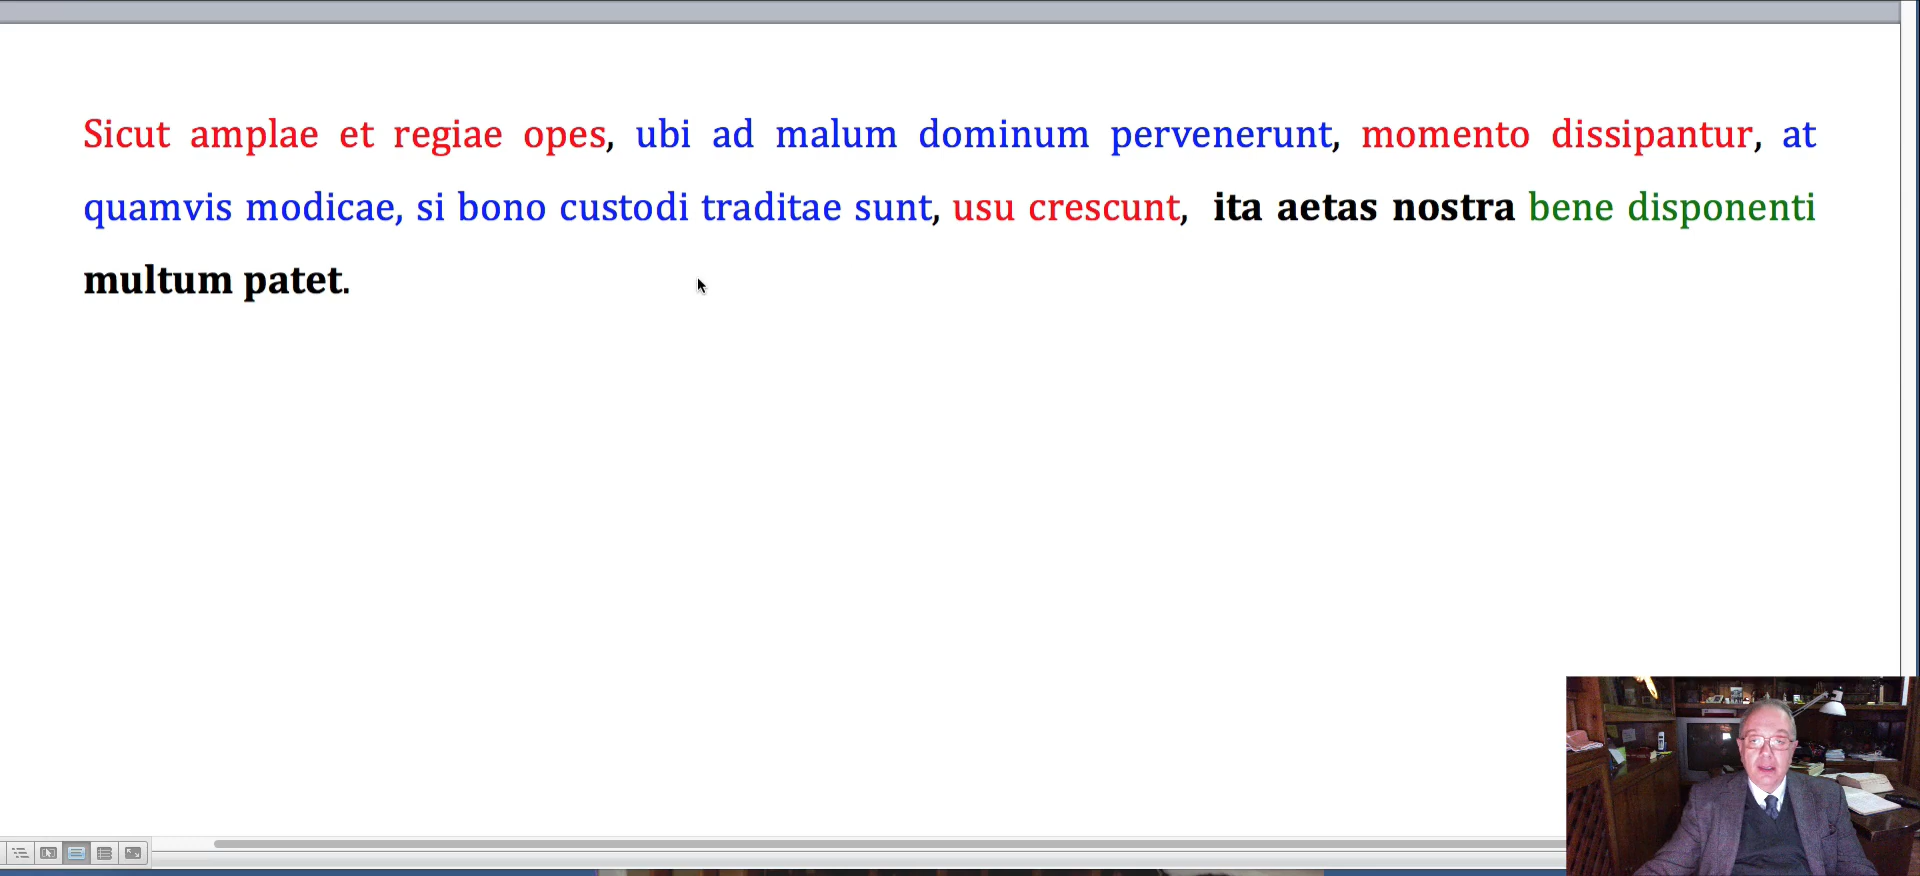 Sicut amplae et regiae opes, ubi ad malum dominum pervenerunt, momento dissipantur, at
quamvis modicae, si bono custodi traditae sunt, usu crescunt, ita aetas nostra bene disponenti
multum patet.